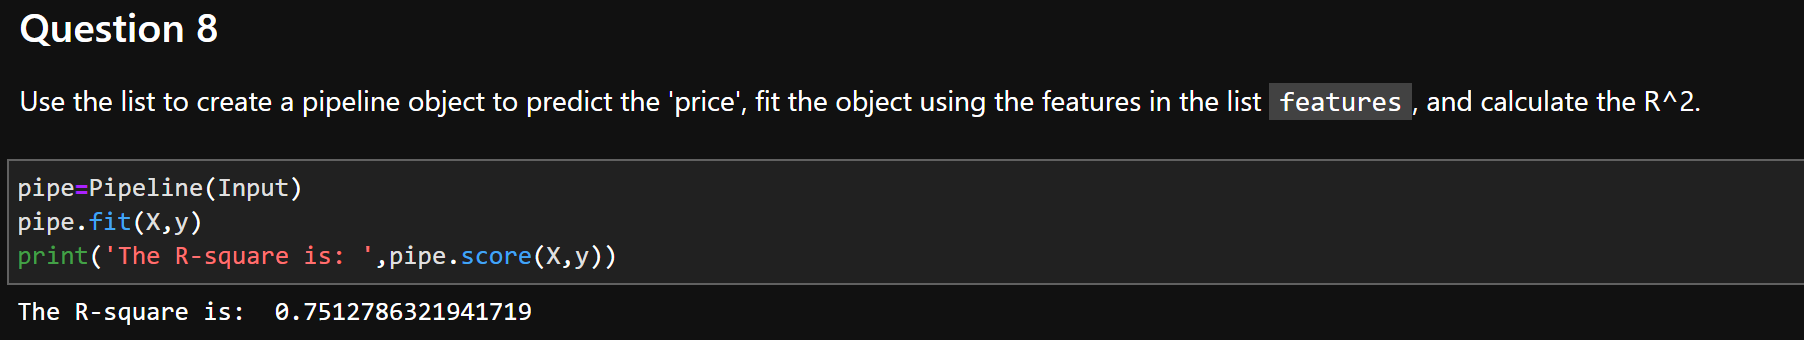 Question 8
Use the list to create a pipeline object to predict the 'price', fit the object using the features in the list features, and calculate the R^2.
pipe=Pipeline(Input)
pipe.fit(X,y)
print('The R-square is: ',pipe.score(X,y))
The R-square is:  0.7512786321941719